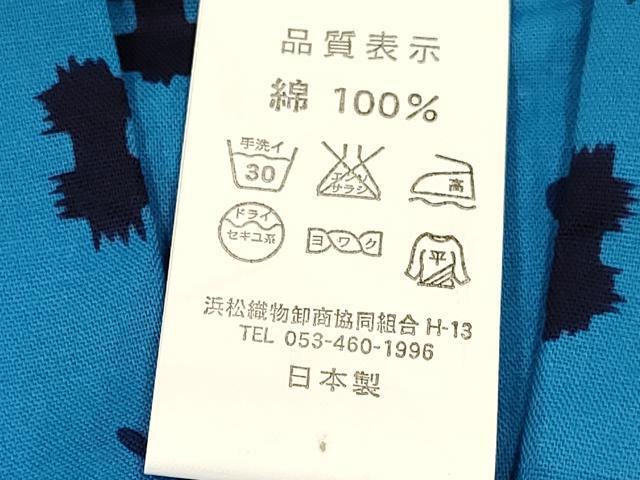 品質表示
綿 100%
手洗イ
30
エンソ
サラシ
高
ドライ
セキユ系
ヨワク
平
浜松織物卸商協同組合 H-13
TEL 053-460-1996
日本製